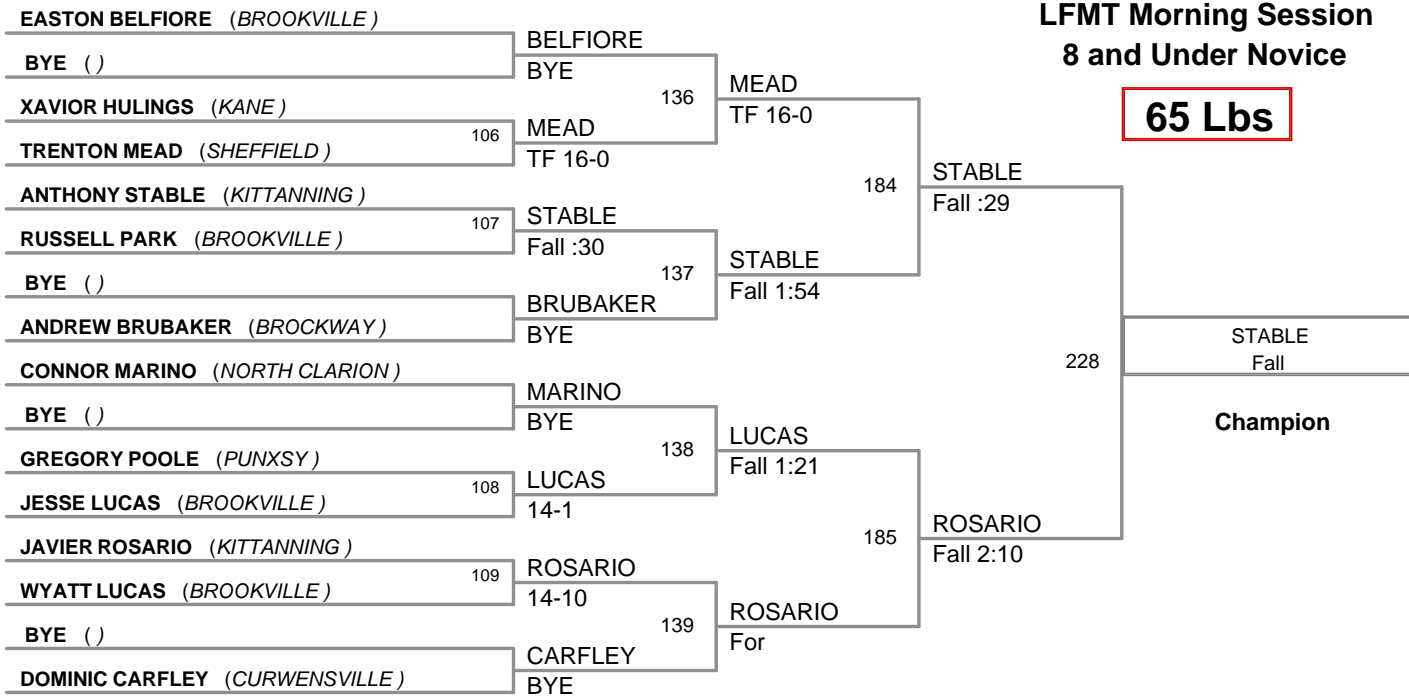 LFMT Morning Session
8 and Under Novice
65 Lbs
EASTON BELFIORE (BROOKVILLE )
BYE ( )
XAVIOR HULINGS (KANE )
TRENTON MEAD (SHEFFIELD )
ANTHONY STABLE (KITTANNING )
RUSSELL PARK (BROOKVILLE )
BYE ( )
ANDREW BRUBAKER (BROCKWAY )
CONNOR MARINO (NORTH CLARION )
BYE ( )
GREGORY POOLE (PUNXSY )
JESSE LUCAS (BROOKVILLE )
JAVIER ROSARIO (KITTANNING )
WYATT LUCAS (BROOKVILLE )
BYE ( )
DOMINIC CARFLEY (CURWENSVILLE )
BELFIORE
BYE
106
MEAD
TF 16-0
107
STABLE
Fall :30
BRUBAKER
BYE
MARINO
BYE
108
LUCAS
14-1
109
ROSARIO
14-10
CARFLEY
BYE
136
MEAD
TF 16-0
137
STABLE
Fall 1:54
138
LUCAS
Fall 1:21
139
ROSARIO
For
184
STABLE
Fall :29
185
ROSARIO
Fall 2:10
228
STABLE
Fall
Champion